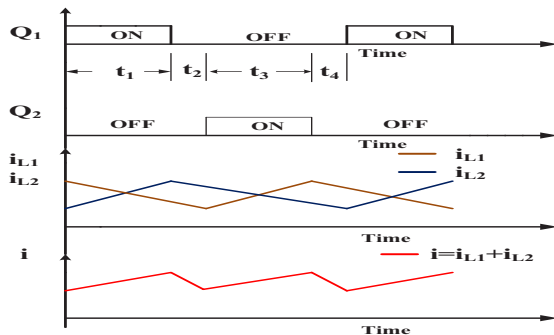 Q1
ON OFF ON
Time
t1 t2 t3 t4
Q2
OFF ON OFF
Time
iL1
iL2
iL1
iL2
Time
i
i=iL1+iL2
Time